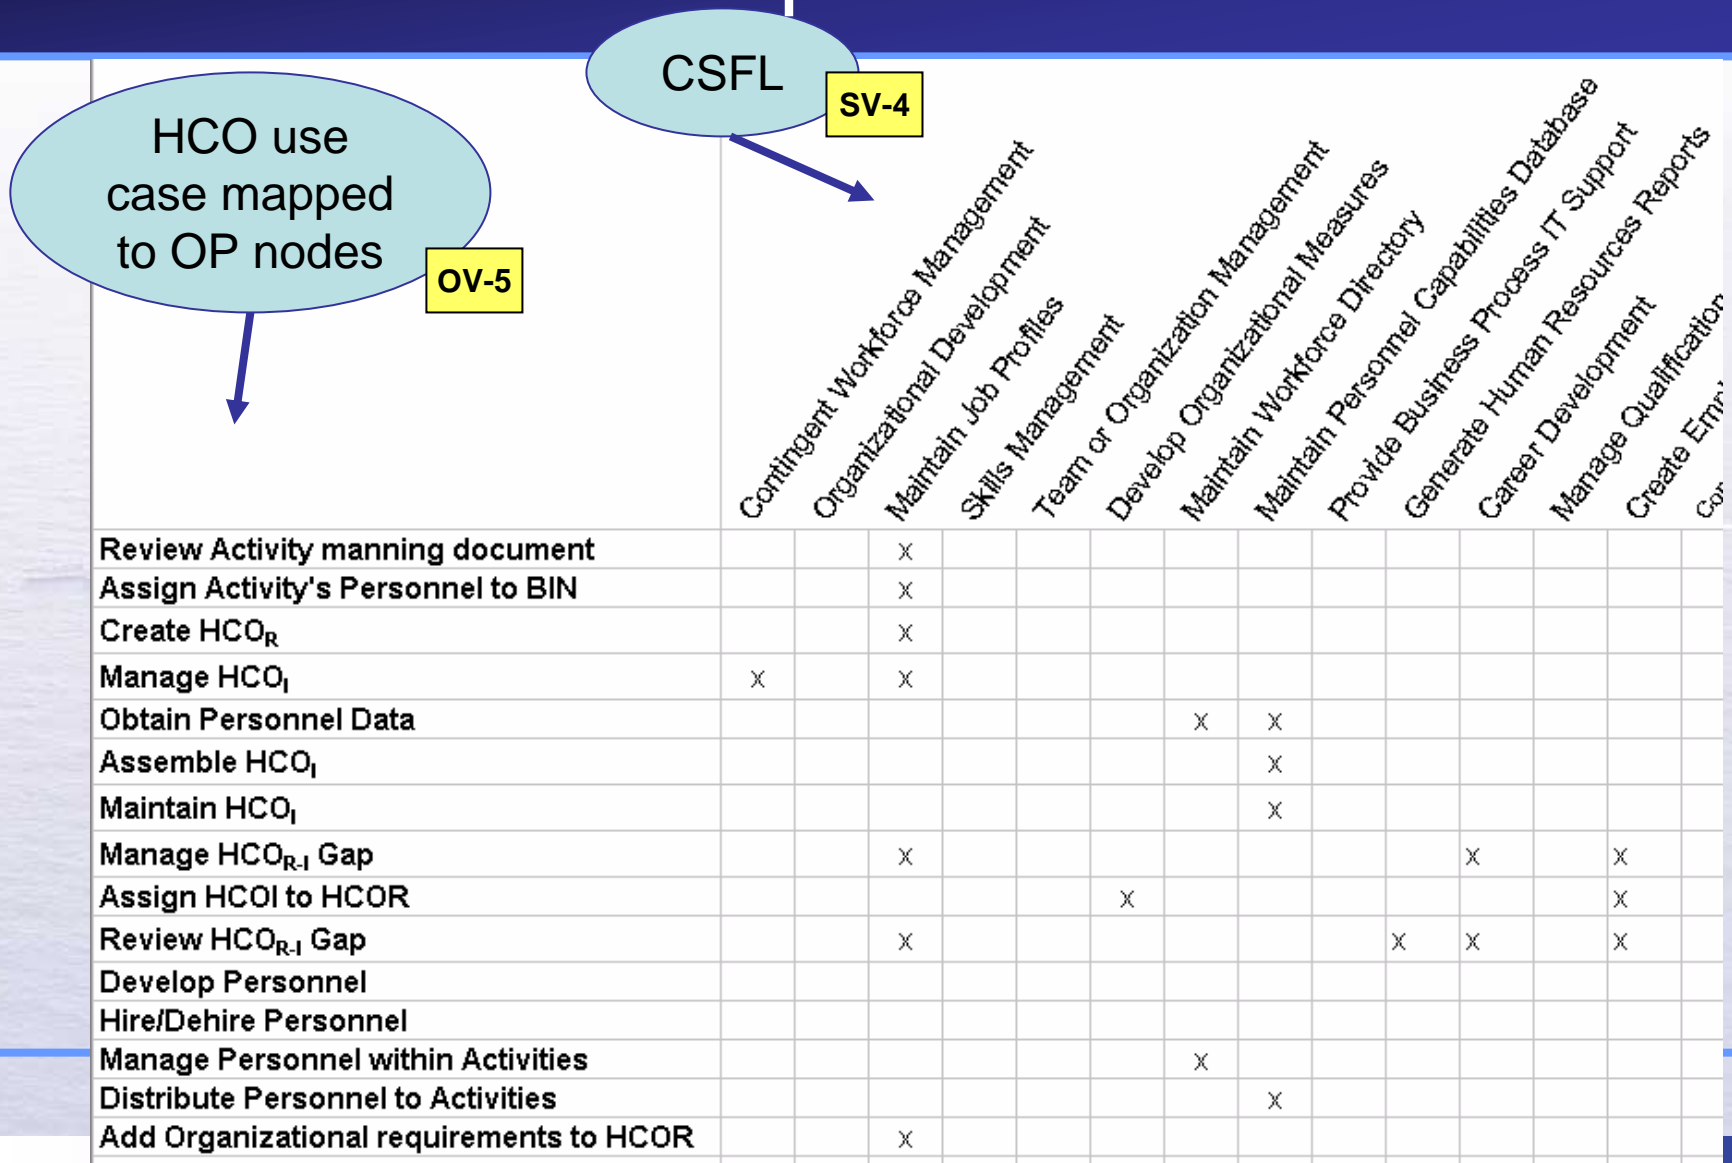 CSFL
SV-4
HCO use
case mapped
to OP nodes
OV-5
Contingent Workforce Management
Organizational Development
Maintain Job Profiles
Skills Management
Team or Organization Management
Develop Organizational Measures
Maintain Workforce Directory
Maintain Personnel Capabilities Database
Provide Business Process IT Support
Generate Human Resources Reports
Career Development
Manage Qualification
Create
Review Activity manning document x
Assign Activity's Personnel to BIN x
Create HCOR x
Manage HCOI x x
Obtain Personnel Data x x
Assemble HCOI x
Maintain HCOI x
Manage HCOR-I Gap x x x
Assign HCOI to HCOR x x
Review HCOR-I Gap x x x x
Develop Personnel
Hire/Dehire Personnel
Manage Personnel within Activities x
Distribute Personnel to Activities x
Add Organizational requirements to HCOR x